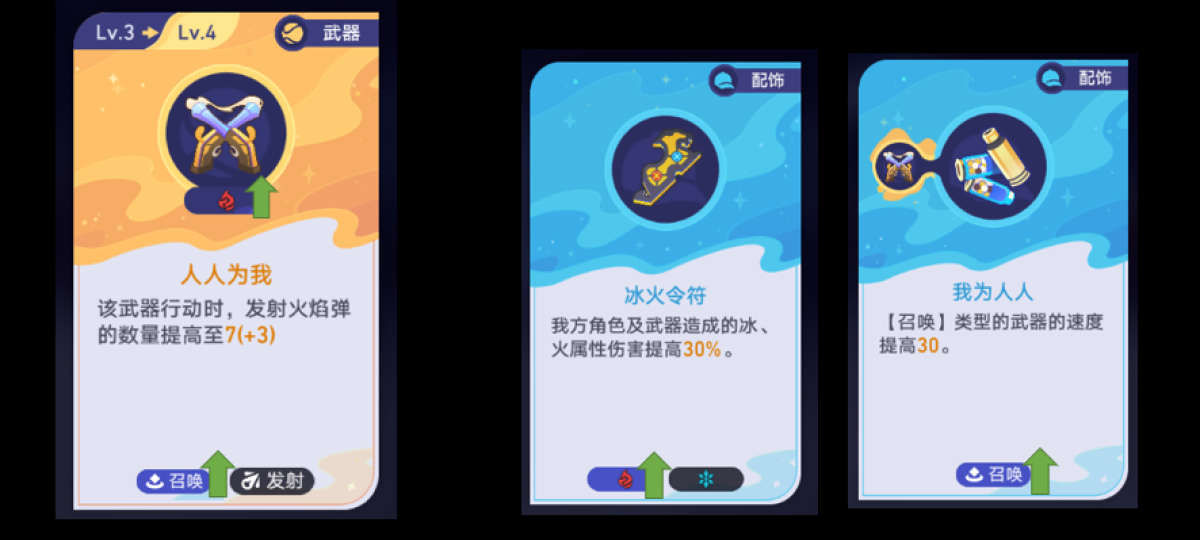 Lv.3 Lv.4 武器
人人为我
该武器行动时，发射火焰弹
的数量提高至7(+3)
召唤 发射
配饰
冰火令符
我方角色及武器造成的冰、
火属性伤害提高30%。
配饰
我为人人
【召唤】类型的武器的速度
提高30。
召唤